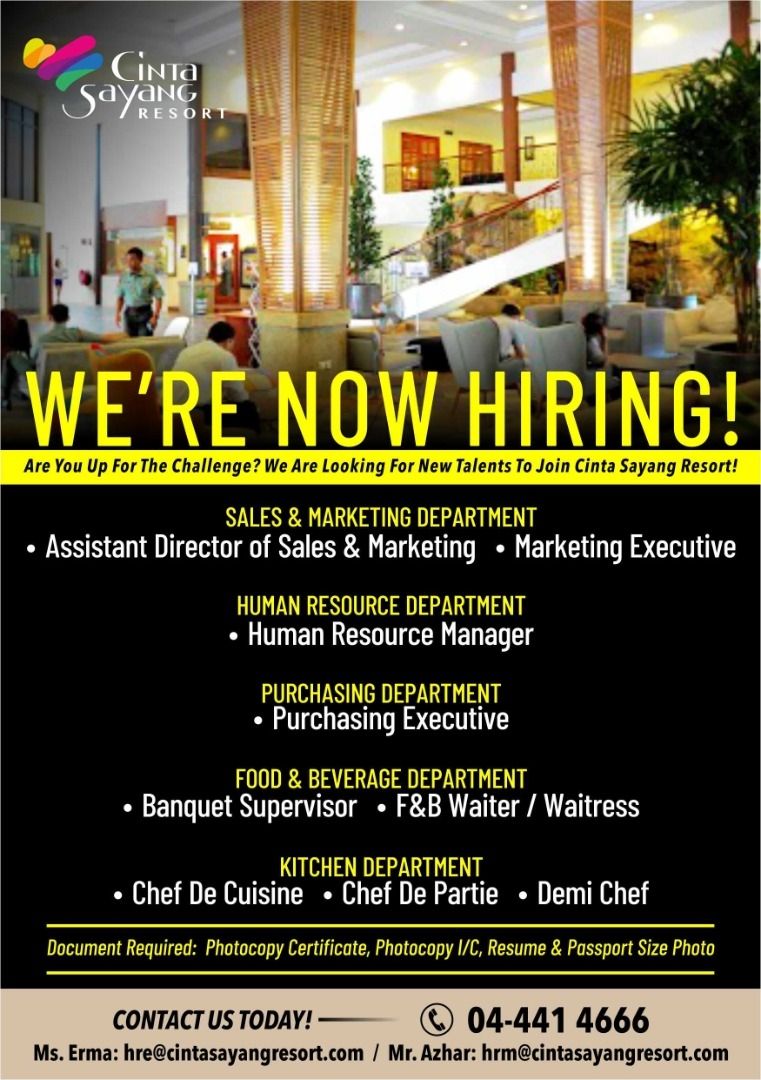 Cinta
Sayang
RESORT
WE'RE NOW HIRING!
Are You Up For The Challenge? We Are Looking For New Talents To Join Cinta Sayang Resort!
SALES & MARKETING DEPARTMENT
• Assistant Director of Sales & Marketing • Marketing Executive
HUMAN RESOURCE DEPARTMENT
• Human Resource Manager
PURCHASING DEPARTMENT
• Purchasing Executive
FOOD & BEVERAGE DEPARTMENT
• Banquet Supervisor • F&B Waiter / Waitress
KITCHEN DEPARTMENT
• Chef De Cuisine • Chef De Partie • Demi Chef
Document Required: Photocopy Certificate, Photocopy I/C, Resume & Passport Size Photo
CONTACT US TODAY! 04-441 4666
Ms. Erma: hre@cintasayangresort.com / Mr. Azhar: hrm@cintasayangresort.com